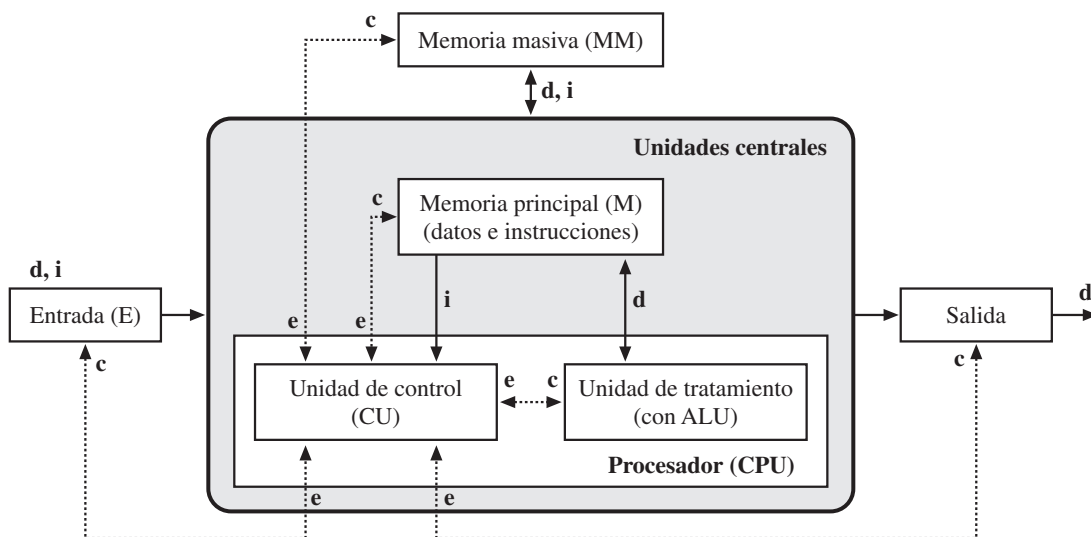 c
Memoria masiva (MM)
d, i
Unidades centrales
c
Memoria principal (M)
(datos e instrucciones)
d, i
Entrada (E)
i
d
d
Salida
e
e
c
c
Unidad de control
(CU)
e
c
Unidad de tratamiento
(con ALU)
Procesador (CPU)
e
e